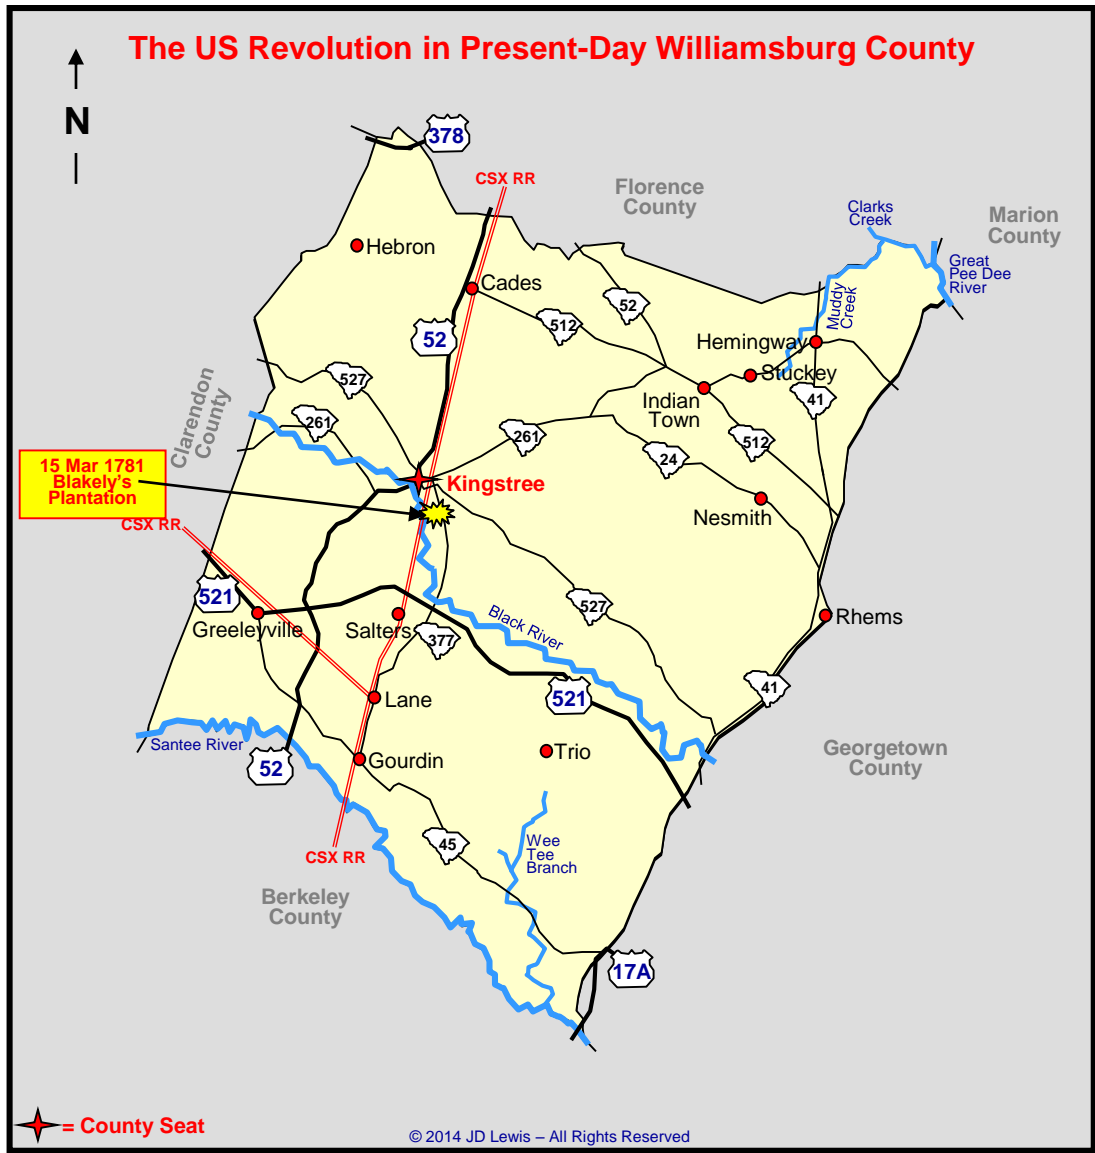 The US Revolution in Present-Day Williamsburg County
N
378
CSX RR
Florence
County
Clarks
Creek
Marion
County
Hebron
Great
Pee Dee
River
Cades
52
Muddy
Creek
512
52
Hemingway
527
Stuckey
Clarendon
County
Indian
Town
41
261
261
512
24
15 Mar 1781
Blakely's
Plantation
Kingstree
Nesmith
CSX RR
521
527
Black River
Greeleyville
Salters
377
Rhems
41
521
Lane
Santee River
52
Gourdin
Trio
Georgetown
County
45
Wee
Tee
Branch
CSX RR
Berkeley
County
17A
= County Seat
© 2014 JD Lewis – All Rights Reserved